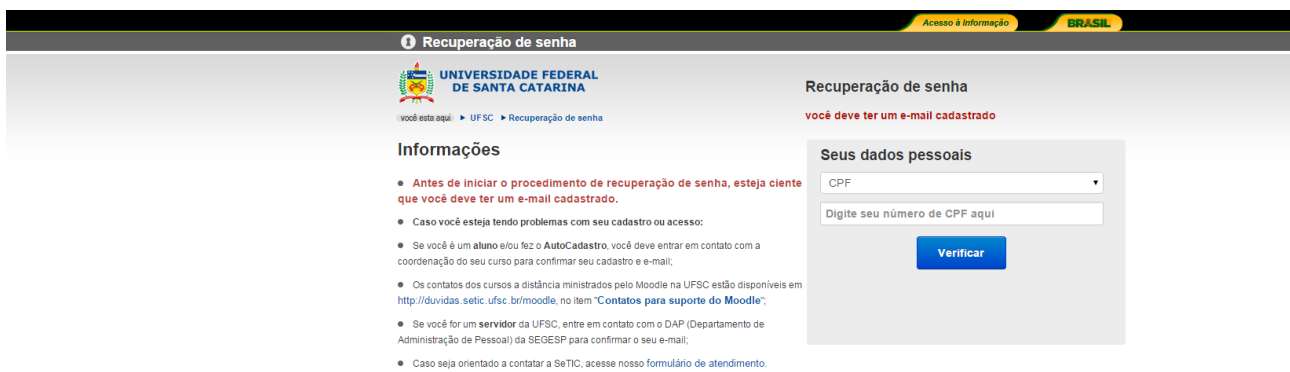 Acesso à Informação
BRASIL
Recuperação de senha
UNIVERSIDADE FEDERAL
DE SANTA CATARINA
você esta aqui UFSC Recuperação de senha
Informações
Antes de iniciar o procedimento de recuperação de senha, esteja ciente
que você deve ter um e-mail cadastrado.
Caso você esteja tendo problemas com seu cadastro ou acesso:
Se você é um aluno e/ou fez o AutoCadastro, você deve entrar em contato com a
coordenação do seu curso para confirmar seu cadastro e e-mail;
Os contatos dos cursos a distância ministrados pelo Moodle na UFSC estão disponíveis em
http://duvidas.setic.ufsc.br/moodle, no item "Contatos para suporte do Moodle";
Se você for um servidor da UFSC, entre em contato com o DAP (Departamento de
Administração de Pessoal) da SEGESP para confirmar o seu e-mail;
Caso seja orientado a contatar a SeTIC, acesse nosso formulário de atendimento.
Recuperação de senha
você deve ter um e-mail cadastrado
Seus dados pessoais
CPF
Digite seu número de CPF aqui
Verificar